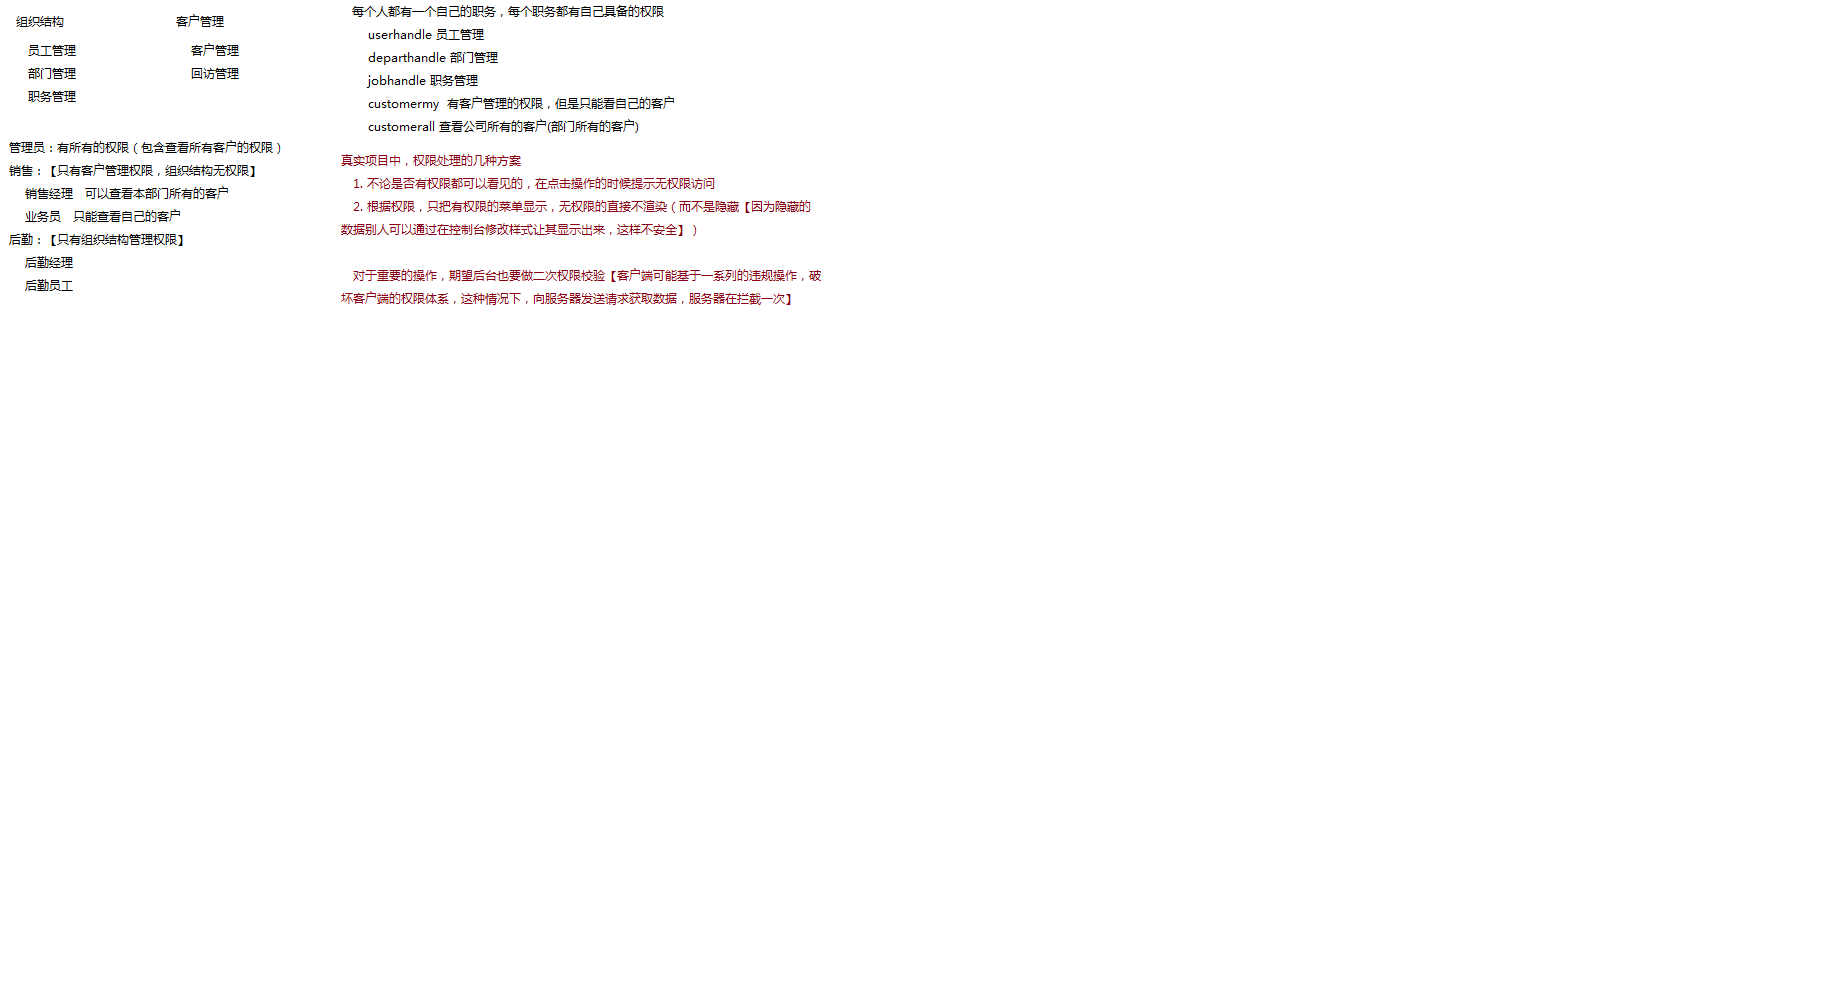 组织结构
员工管理
部门管理
职务管理
客户管理
客户管理
回访管理
管理员：有所有的权限（包含查看所有客户的权限）
销售：【只有客户管理权限，组织结构无权限】
销售经理 可以查看本部门所有的客户
业务员 只能查看自己的客户
后勤：【只有组织结构管理权限】
后勤经理
后勤员工
每个人都有一个自己的职务，每个职务都有自己具备的权限
userhandle 员工管理
departhandle 部门管理
jobhandle 职务管理
customermy 有客户管理的权限，但是只能看自己的客户
customerall 查看公司所有的客户(部门所有的客户)
真实项目中，权限处理的几种方案
1. 不论是否有权限都可以看见的，在点击操作的时候提示无权限访问
2. 根据权限，只把有权限的菜单显示，无权限的直接不渲染（而不是隐藏【因为隐藏的
数据别人可以通过在控制台修改样式让其显示出来，这样不安全】）
对于重要的操作，期望后台也要做二次权限校验【客户端可能基于一系列的违规操作，破
坏客户端的权限体系，这种情况下，向服务器发送请求获取数据，服务器在拦截一次】